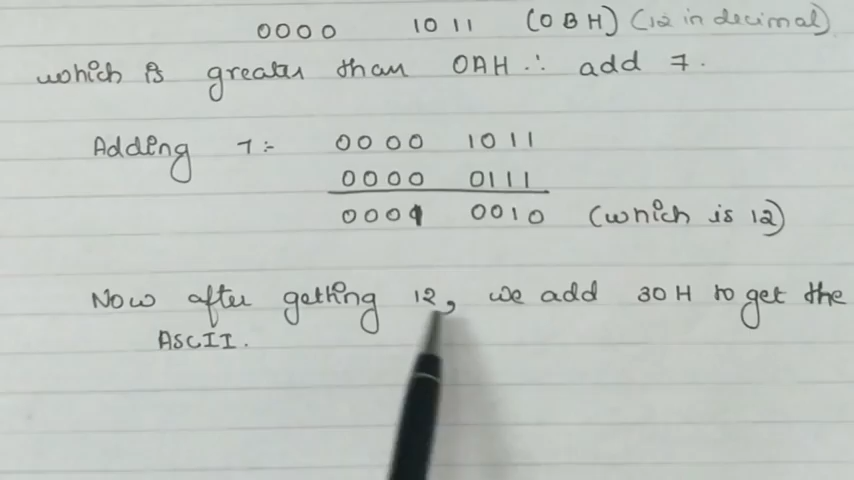 0000 1011 (0BH) (12 in decimal)
which is greater than 0AH ∴ add 7.
Adding 7:- 0000 1011
0000 0111
0001 0010 (which is 12)
Now after getting 12, we add 30H to get the
ASCII.